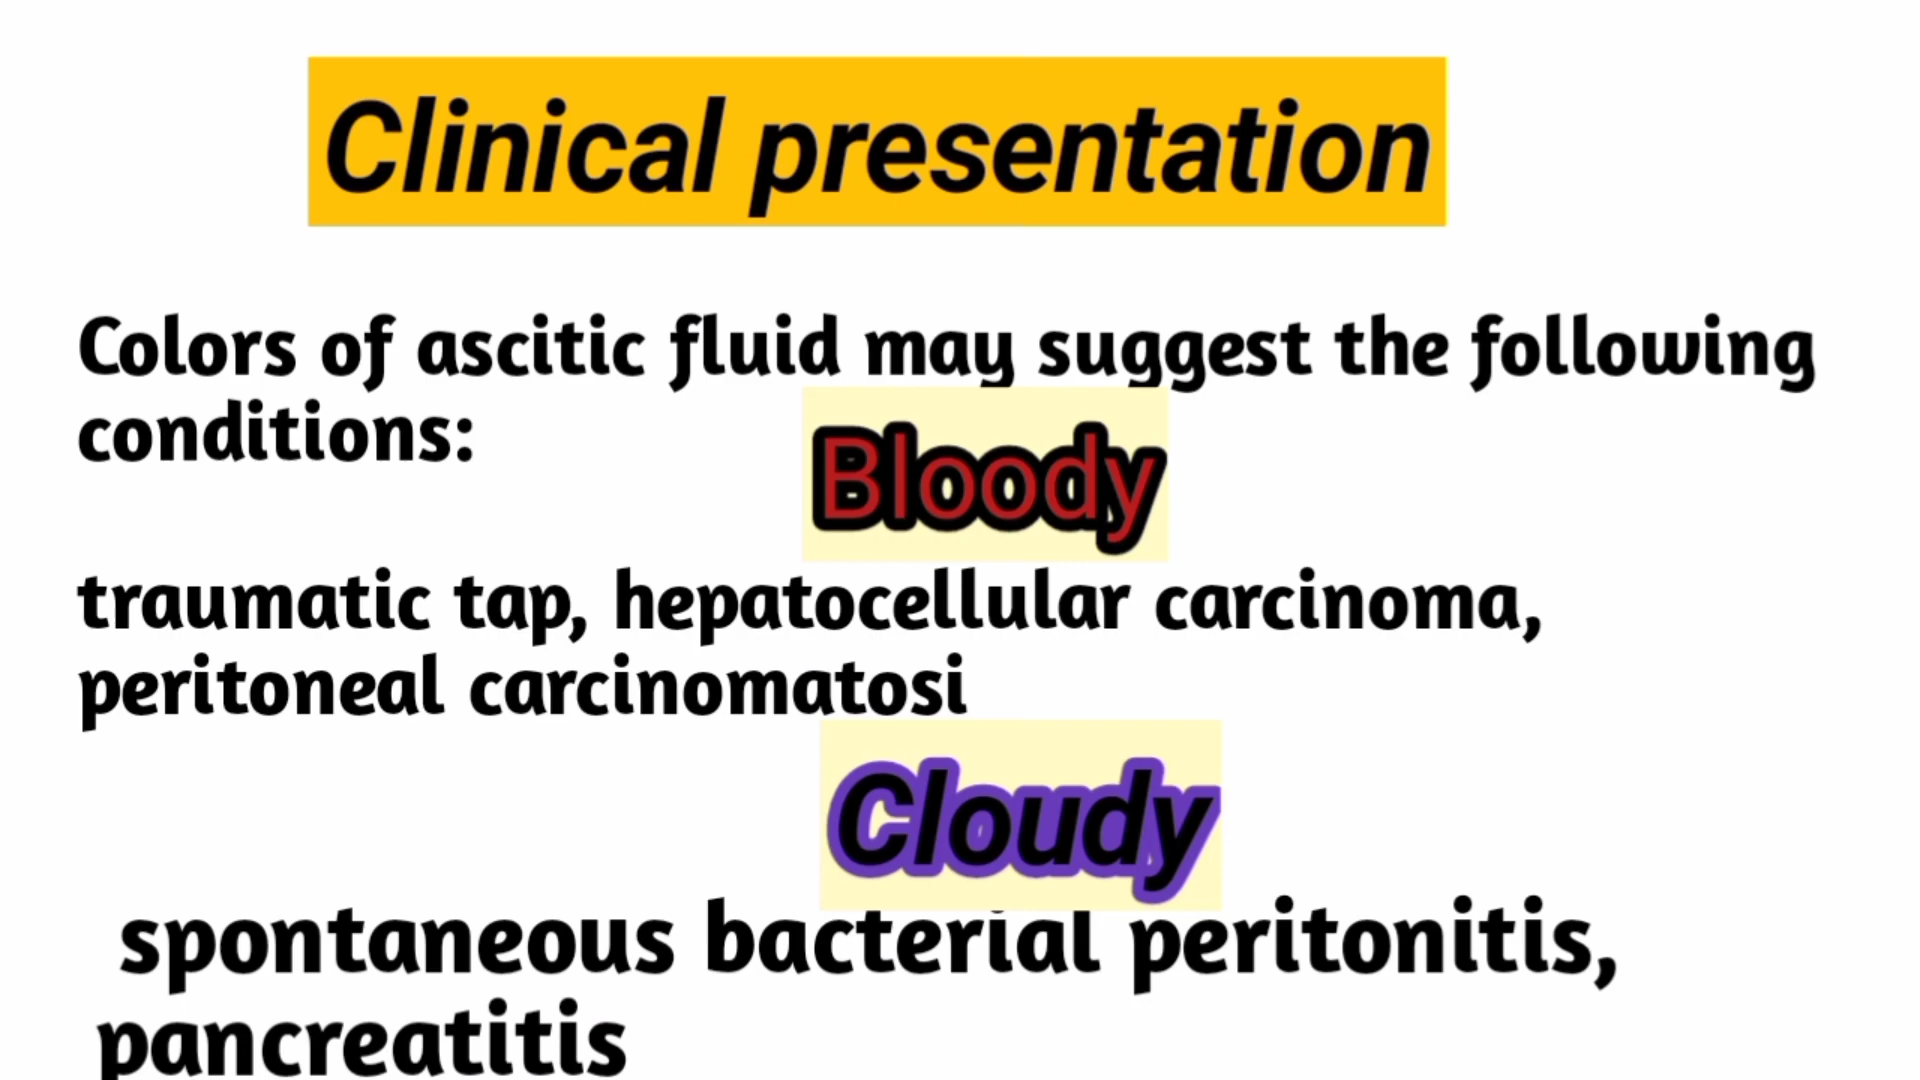 Clinical presentation
Colors of ascitic fluid may suggest the following
conditions:
Bloody
traumatic tap, hepatocellular carcinoma,
peritoneal carcinomatosi
Cloudy
spontaneous bacterial peritonitis,
pancreatitis